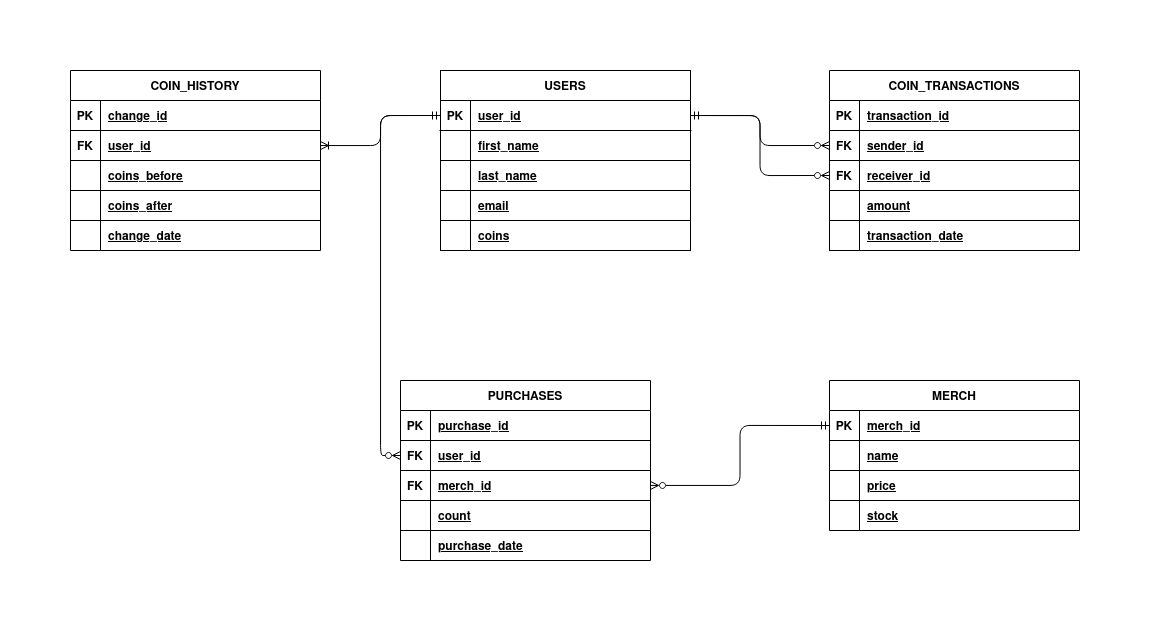 COIN_HISTORY
PK change_id
FK user_id
coins_before
coins_after
change_date
USERS
PK user_id
first_name
last_name
email
coins
COIN_TRANSACTIONS
PK transaction_id
FK sender_id
FK receiver_id
amount
transaction_date
PURCHASES
PK purchase_id
FK user_id
FK merch_id
count
purchase_date
MERCH
PK merch_id
name
price
stock